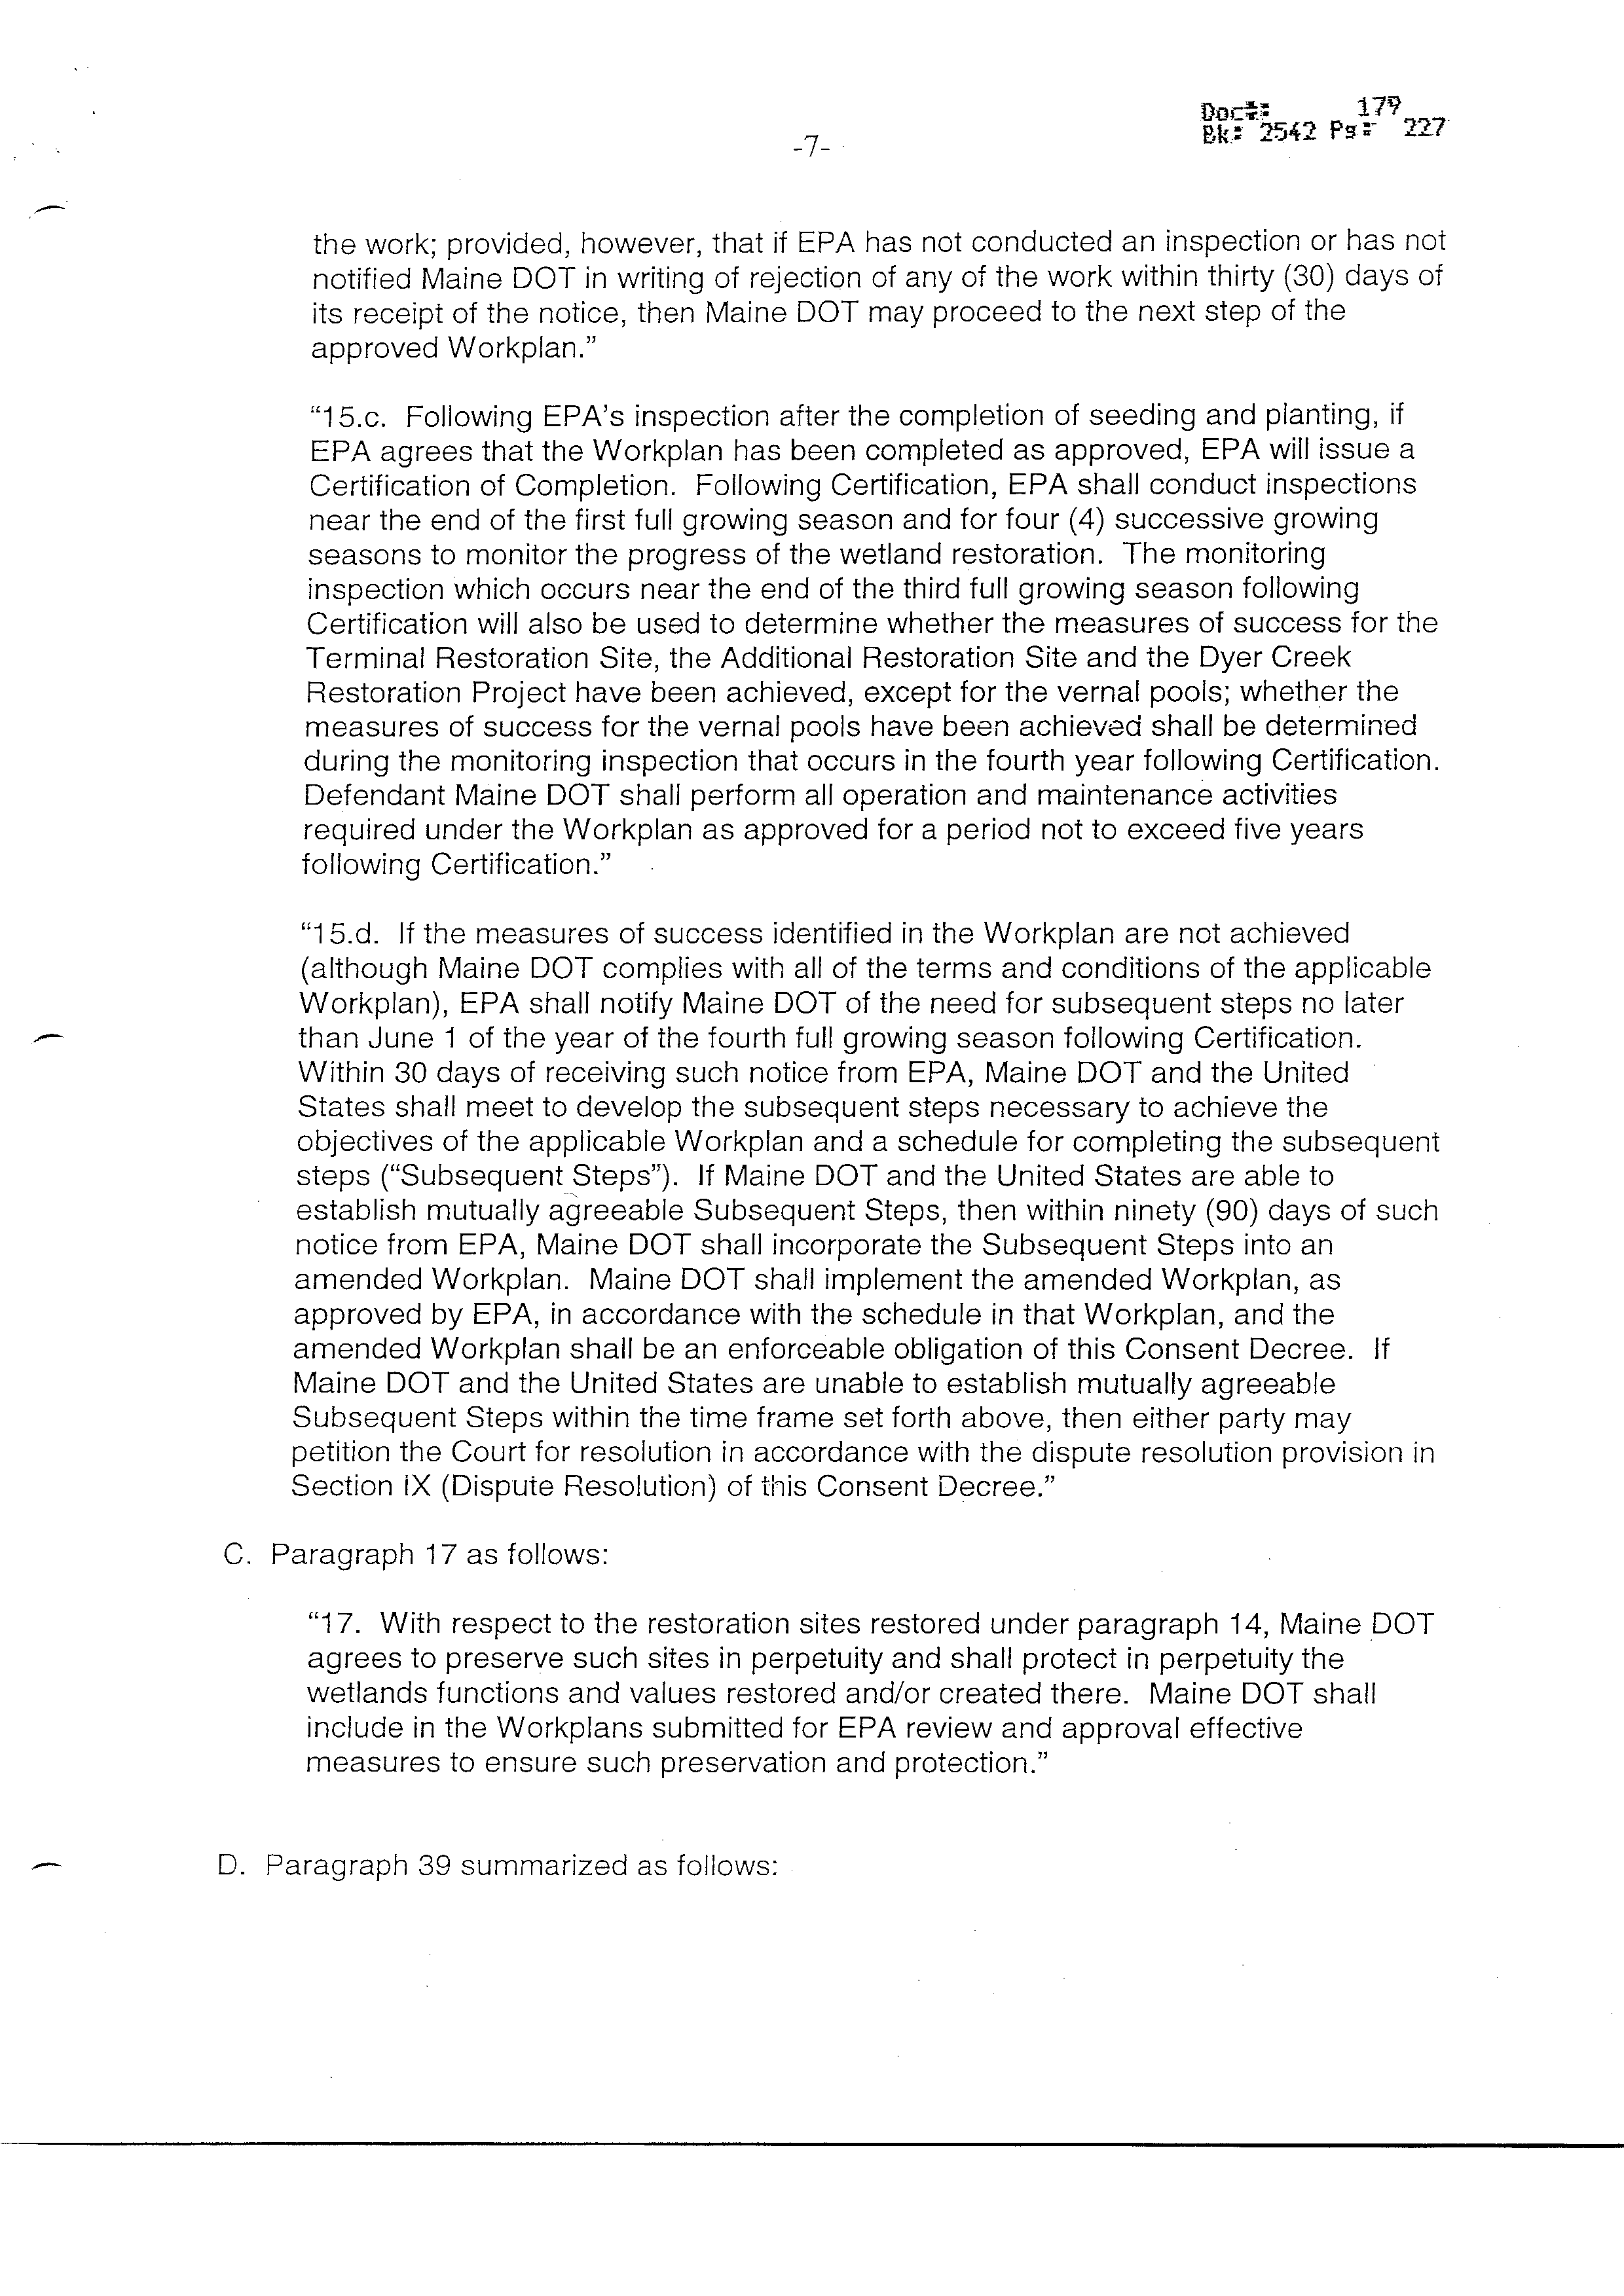 Doc#: 179
Bk: 2542 Pg: 227
-7-
the work; provided, however, that if EPA has not conducted an inspection or has not
notified Maine DOT in writing of rejection of any of the work within thirty (30) days of
its receipt of the notice, then Maine DOT may proceed to the next step of the
approved Workplan.”
“15.c. Following EPA’s inspection after the completion of seeding and planting, if
EPA agrees that the Workplan has been completed as approved, EPA will issue a
Certification of Completion. Following Certification, EPA shall conduct inspections
near the end of the first full growing season and for four (4) successive growing
seasons to monitor the progress of the wetland restoration. The monitoring
inspection which occurs near the end of the third full growing season following
Certification will also be used to determine whether the measures of success for the
Terminal Restoration Site, the Additional Restoration Site and the Dyer Creek
Restoration Project have been achieved, except for the vernal pools; whether the
measures of success for the vernal pools have been achieved shall be determined
during the monitoring inspection that occurs in the fourth year following Certification.
Defendant Maine DOT shall perform all operation and maintenance activities
required under the Workplan as approved for a period not to exceed five years
following Certification.”
“15.d. If the measures of success identified in the Workplan are not achieved
(although Maine DOT complies with all of the terms and conditions of the applicable
Workplan), EPA shall notify Maine DOT of the need for subsequent steps no later
than June 1 of the year of the fourth full growing season following Certification.
Within 30 days of receiving such notice from EPA, Maine DOT and the United
States shall meet to develop the subsequent steps necessary to achieve the
objectives of the applicable Workplan and a schedule for completing the subsequent
steps (“Subsequent Steps”). If Maine DOT and the United States are able to
establish mutually agreeable Subsequent Steps, then within ninety (90) days of such
notice from EPA, Maine DOT shall incorporate the Subsequent Steps into an
amended Workplan. Maine DOT shall implement the amended Workplan, as
approved by EPA, in accordance with the schedule in that Workplan, and the
amended Workplan shall be an enforceable obligation of this Consent Decree. If
Maine DOT and the United States are unable to establish mutually agreeable
Subsequent Steps within the time frame set forth above, then either party may
petition the Court for resolution in accordance with the dispute resolution provision in
Section IX (Dispute Resolution) of this Consent Decree.”
C. Paragraph 17 as follows:
“17. With respect to the restoration sites restored under paragraph 14, Maine DOT
agrees to preserve such sites in perpetuity and shall protect in perpetuity the
wetlands functions and values restored and/or created there. Maine DOT shall
include in the Workplans submitted for EPA review and approval effective
measures to ensure such preservation and protection.”
D. Paragraph 39 summarized as follows: